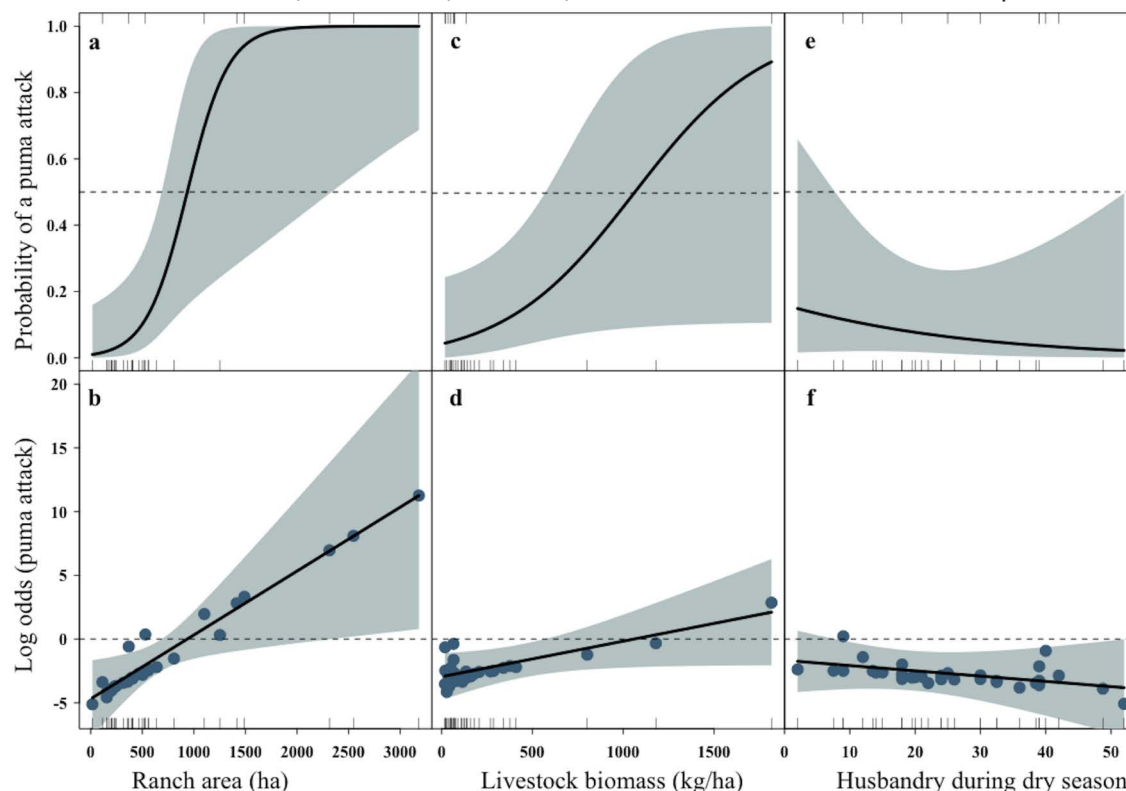 a
c
e
Probability of a puma attack
1.0
0.8
0.6
0.4
0.2
0.0
b
d
f
Log odds (puma attack)
20
15
10
5
0
-5
0 500 1000 1500 2000 2500 3000
0 500 1000 1500
0 10 20 30 40 50
Ranch area (ha)
Livestock biomass (kg/ha)
Husbandry during dry season